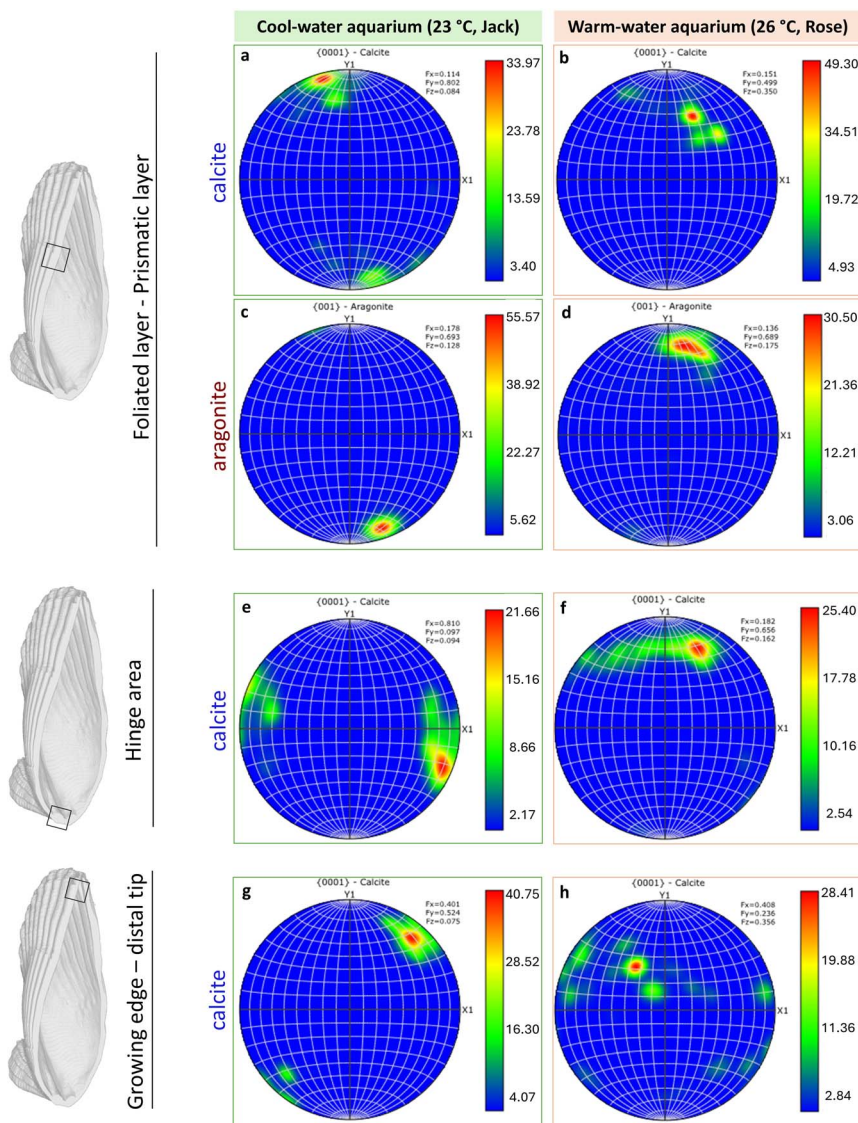 Cool-water aquarium (23 °C, Jack)
Warm-water aquarium (26 °C, Rose)
Foliated layer - Prismatic layer
calcite
a
{0001} - Calcite
Y1
X1
Fx=0.114
Fy=0.802
Fz=0.084
33.97
23.78
13.59
3.40
b
{0001} - Calcite
Y1
X1
Fx=0.151
Fy=0.499
Fz=0.350
49.30
34.51
19.72
4.93
aragonite
c
{001} - Aragonite
Y1
X1
Fx=0.178
Fy=0.693
Fz=0.128
55.57
38.92
22.27
5.62
d
{001} - Aragonite
Y1
X1
Fx=0.136
Fy=0.689
Fz=0.175
30.50
21.36
12.21
3.06
Hinge area
calcite
e
{0001} - Calcite
Y1
X1
Fx=0.810
Fy=0.097
Fz=0.094
21.66
15.16
8.66
2.17
f
{0001} - Calcite
Y1
X1
Fx=0.182
Fy=0.656
Fz=0.162
25.40
17.78
10.16
2.54
Growing edge – distal tip
calcite
g
{0001} - Calcite
Y1
X1
Fx=0.401
Fy=0.524
Fz=0.075
40.75
28.52
16.30
4.07
h
{0001} - Calcite
Y1
X1
Fx=0.408
Fy=0.236
Fz=0.356
28.41
19.88
11.36
2.84